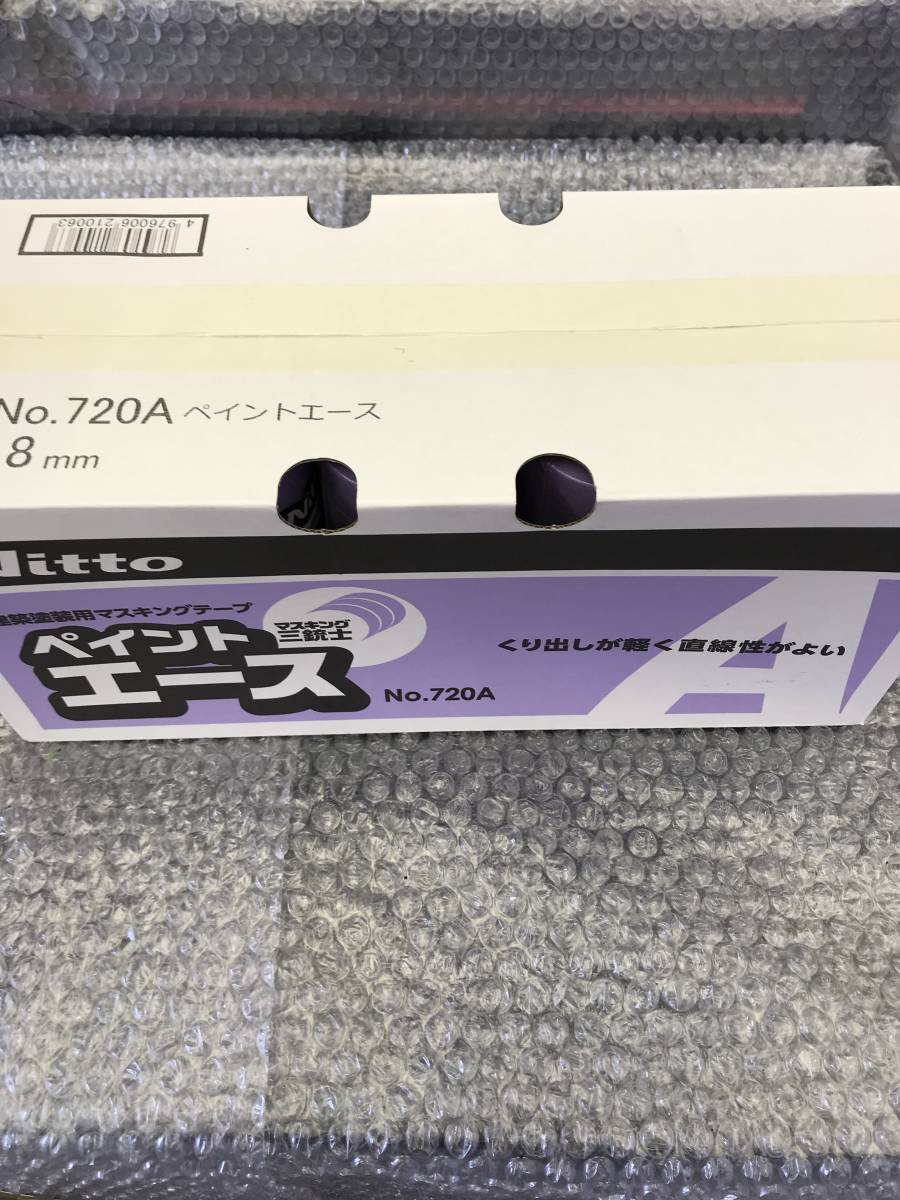 4 976006 210063
No.720A ペイントエース
8 mm
Nitto
建築塗装用マスキングテープ
マスキング
三銃士
ペイント
エース
No.720A
くり出しが軽く直線性がよい
A